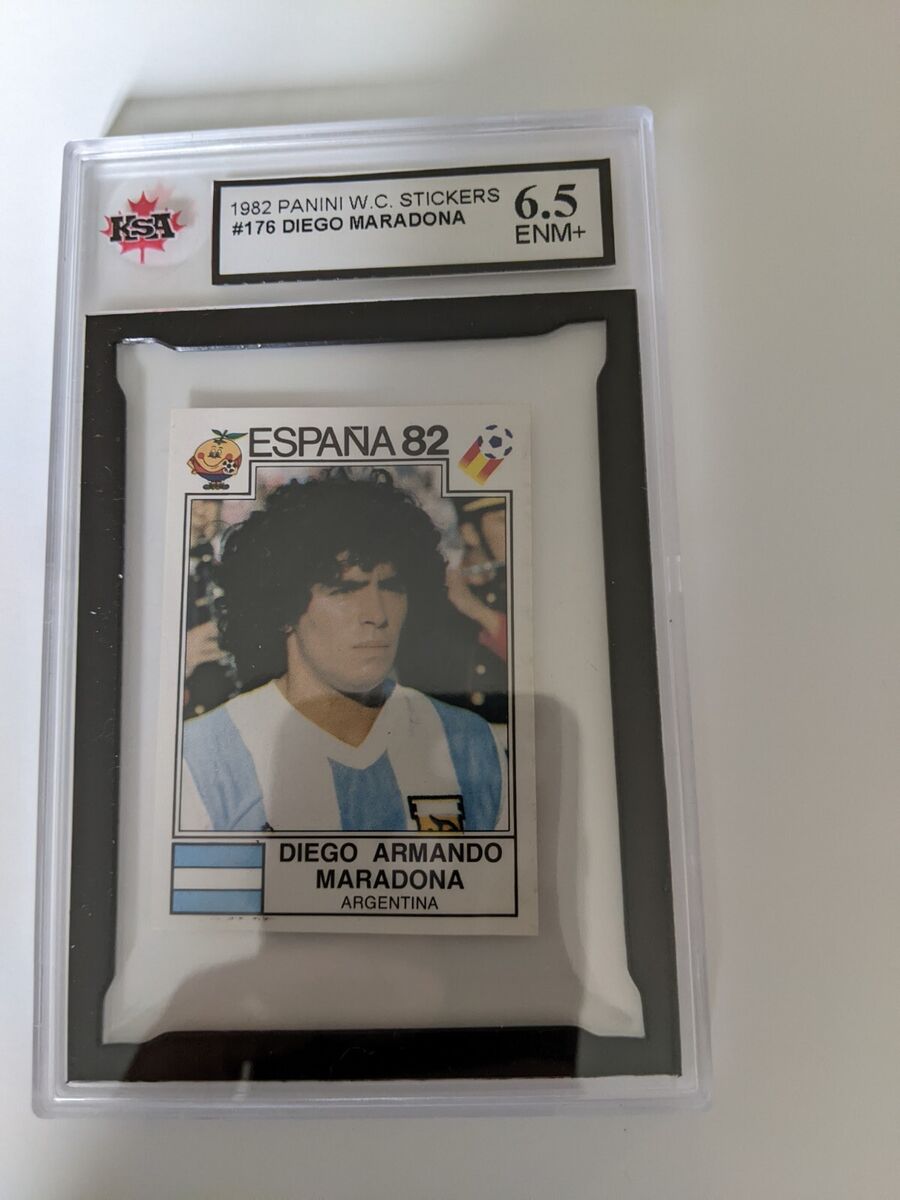 KSA
1982 PANINI W.C. STICKERS
#176 DIEGO MARADONA
6.5
ENM+
ESPAÑA 82
DIEGO ARMANDO
MARADONA
ARGENTINA